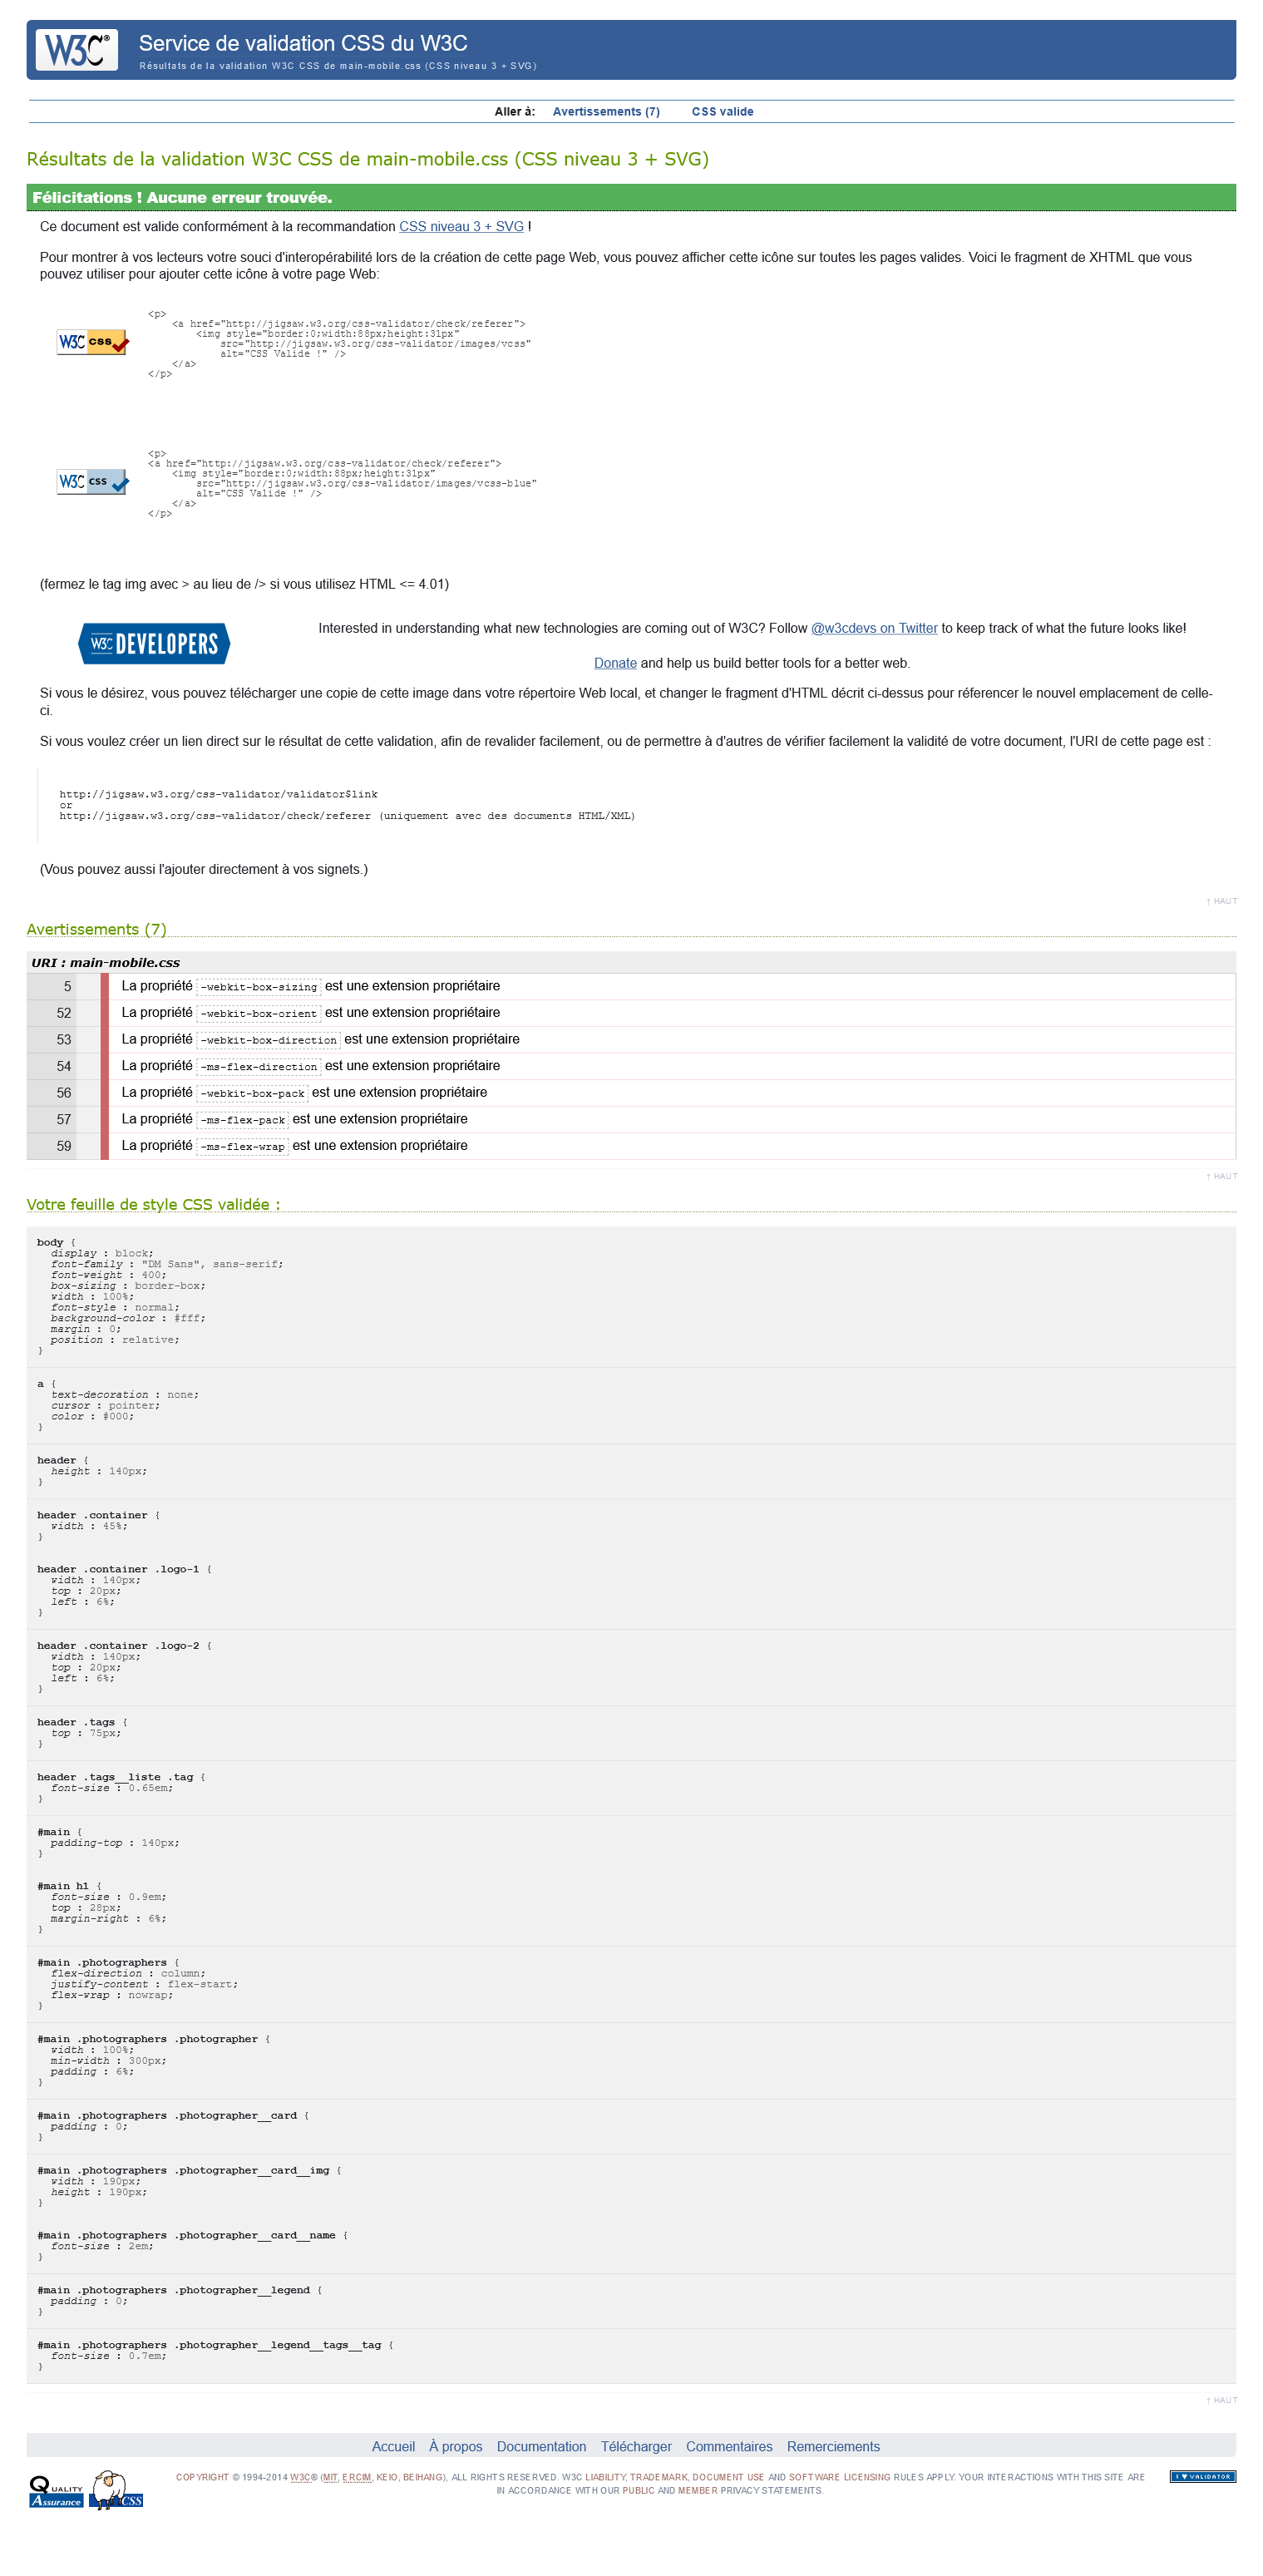 W3C®
Service de validation CSS du W3C
Résultats de la validation W3C CSS de main-mobile.css (CSS niveau 3 + SVG)
Aller à: Avertissements (7) CSS valide
Résultats de la validation W3C CSS de main-mobile.css (CSS niveau 3 + SVG)
Félicitations ! Aucune erreur trouvée.
Ce document est valide conformément à la recommandation CSS niveau 3 + SVG !
Pour montrer à vos lecteurs votre souci d'interopérabilité lors de la création de cette page Web, vous pouvez afficher cette icône sur toutes les pages valides. Voici le fragment de XHTML que vous
pouvez utiliser pour ajouter cette icône à votre page Web:
W3C css
<p>
<a href="http://jigsaw.w3.org/css-validator/check/referer">
<img style="border:0;width:88px;height:31px"
src="http://jigsaw.w3.org/css-validator/images/vcss"
alt="CSS Valide !" />
</a>
</p>
W3C css
<p>
<a href="http://jigsaw.w3.org/css-validator/check/referer">
<img style="border:0;width:88px;height:31px"
src="http://jigsaw.w3.org/css-validator/images/vcss-blue"
alt="CSS Valide !" />
</a>
</p>
(fermez le tag img avec > au lieu de /> si vous utilisez HTML <= 4.01)
W3C DEVELOPERS
Interested in understanding what new technologies are coming out of W3C? Follow @w3cdevs on Twitter to keep track of what the future looks like!
Donate and help us build better tools for a better web.
Si vous le désirez, vous pouvez télécharger une copie de cette image dans votre répertoire Web local, et changer le fragment d'HTML décrit ci-dessus pour réferencer le nouvel emplacement de celle-
ci.
Si vous voulez créer un lien direct sur le résultat de cette validation, afin de revalider facilement, ou de permettre à d'autres de vérifier facilement la validité de votre document, l'URI de cette page est :
http://jigsaw.w3.org/css-validator/validator$link
or
http://jigsaw.w3.org/css-validator/check/referer (uniquement avec des documents HTML/XML)
(Vous pouvez aussi l'ajouter directement à vos signets.)
↑ HAUT
Avertissements (7)
URI : main-mobile.css
5 La propriété -webkit-box-sizing est une extension propriétaire
52 La propriété -webkit-box-orient est une extension propriétaire
53 La propriété -webkit-box-direction est une extension propriétaire
54 La propriété -ms-flex-direction est une extension propriétaire
56 La propriété -webkit-box-pack est une extension propriétaire
57 La propriété -ms-flex-pack est une extension propriétaire
59 La propriété -ms-flex-wrap est une extension propriétaire
↑ HAUT
Votre feuille de style CSS validée :
body {
display : block;
font-family : "DM Sans", sans-serif;
font-weight : 400;
box-sizing : border-box;
width : 100%;
font-style : normal;
background-color : #fff;
margin : 0;
position : relative;
}
a {
text-decoration : none;
cursor : pointer;
color : #000;
}
header {
height : 140px;
}
header .container {
width : 45%;
}
header .container .logo-1 {
width : 140px;
top : 20px;
left : 6%;
}
header .container .logo-2 {
width : 140px;
top : 20px;
left : 6%;
}
header .tags {
top : 75px;
}
header .tags__liste .tag {
font-size : 0.65em;
}
#main {
padding-top : 140px;
}
#main h1 {
font-size : 0.9em;
top : 28px;
margin-right : 6%;
}
#main .photographers {
flex-direction : column;
justify-content : flex-start;
flex-wrap : nowrap;
}
#main .photographers .photographer {
width : 100%;
min-width : 300px;
padding : 6%;
}
#main .photographers .photographer__card {
padding : 0;
}
#main .photographers .photographer__card__img {
width : 190px;
height : 190px;
}
#main .photographers .photographer__card__name {
font-size : 2em;
}
#main .photographers .photographer__legend {
padding : 0;
}
#main .photographers .photographer__legend__tags__tag {
font-size : 0.7em;
}
↑ HAUT
Accueil À propos Documentation Télécharger Commentaires Remerciements
QUALITY
Assurance
CSS
COPYRIGHT © 1994-2014 W3C® (MIT, ERCIM, KEIO, BEIHANG), ALL RIGHTS RESERVED. W3C LIABILITY, TRADEMARK, DOCUMENT USE AND SOFTWARE LICENSING RULES APPLY. YOUR INTERACTIONS WITH THIS SITE ARE
IN ACCORDANCE WITH OUR PUBLIC AND MEMBER PRIVACY STATEMENTS.
I ♥ VALIDATOR